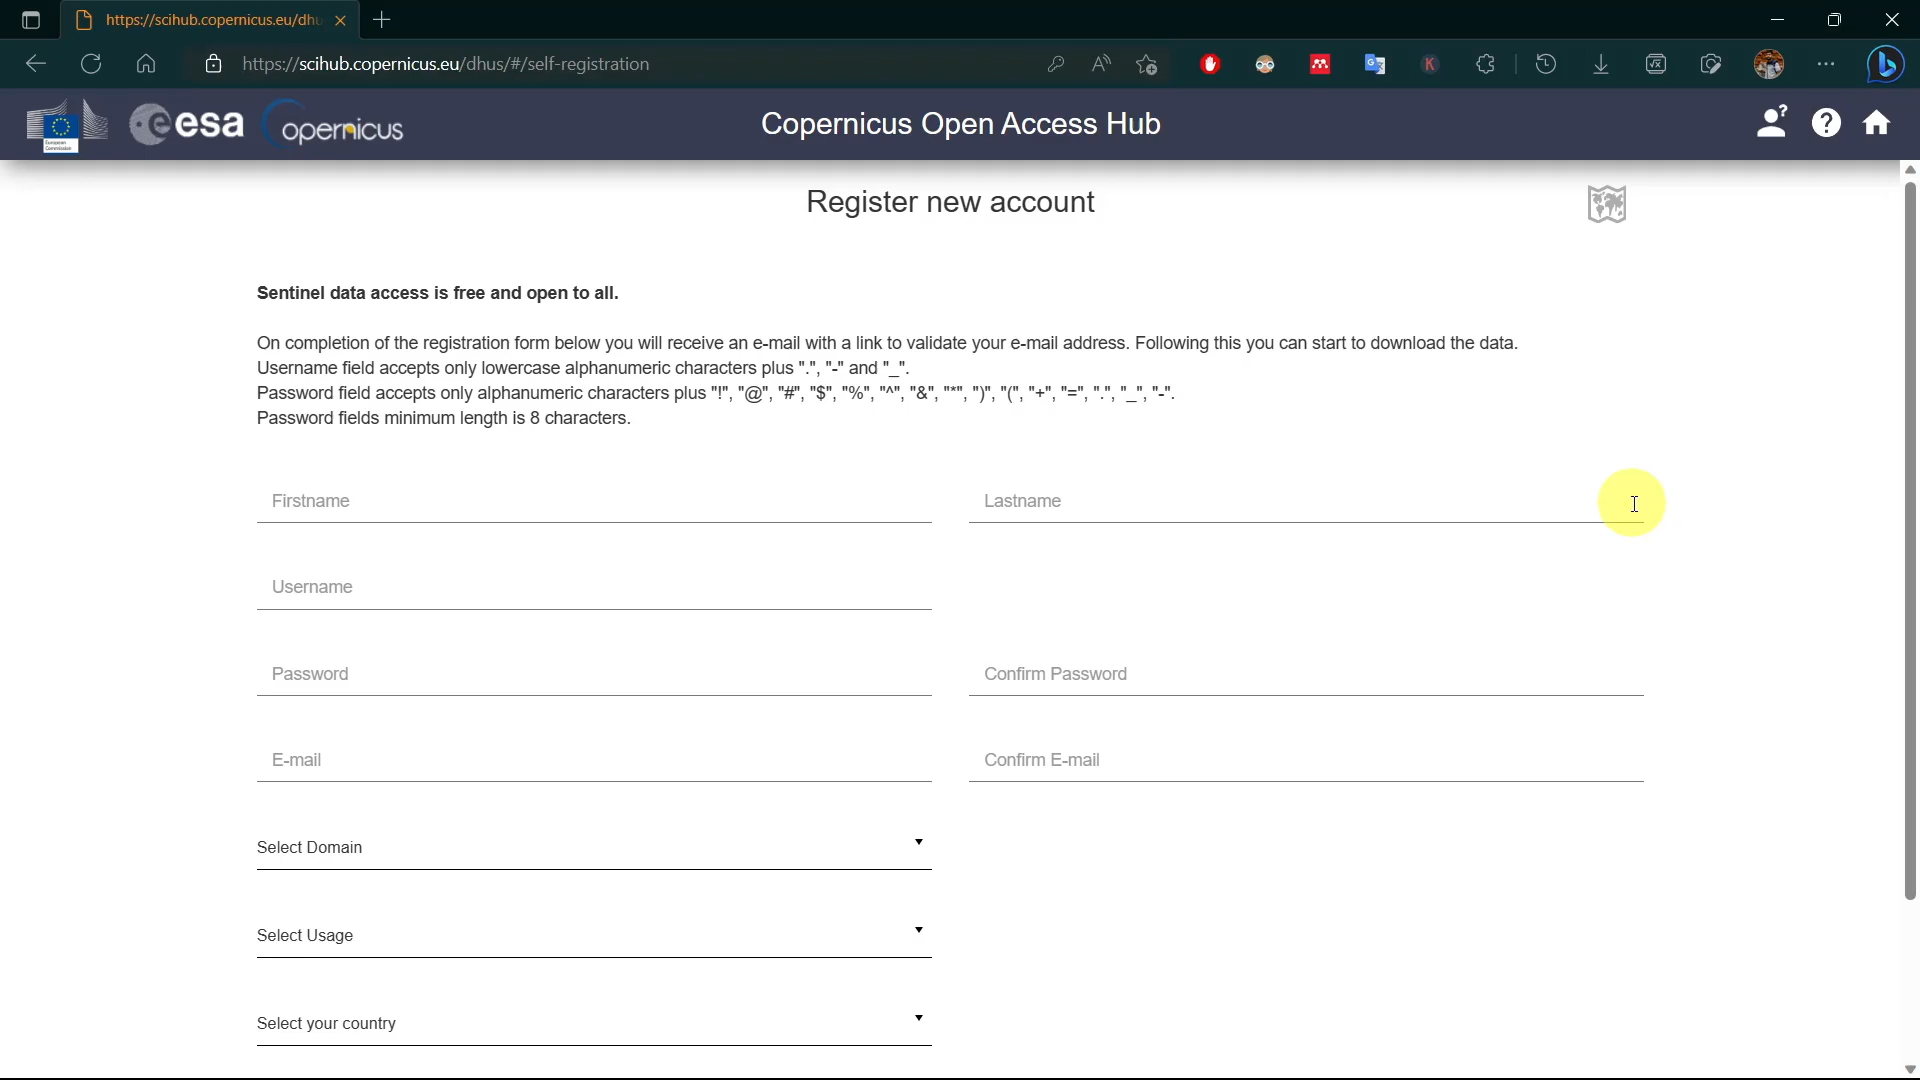 https://scihub.copernicus.eu/dhu
https://scihub.copernicus.eu/dhus/#/self-registration
European Commission
esa
opernicus
Copernicus Open Access Hub
Register new account
Sentinel data access is free and open to all.
On completion of the registration form below you will receive an e-mail with a link to validate your e-mail address. Following this you can start to download the data.
Username field accepts only lowercase alphanumeric characters plus ".", "-" and "_".
Password field accepts only alphanumeric characters plus "!", "@", "#", "$", "%", "^", "&", "*", ")", "(", "+", "=", ".", "_", "-".
Password fields minimum length is 8 characters.
Firstname
Lastname
Username
Password
Confirm Password
E-mail
Confirm E-mail
Select Domain
Select Usage
Select your country